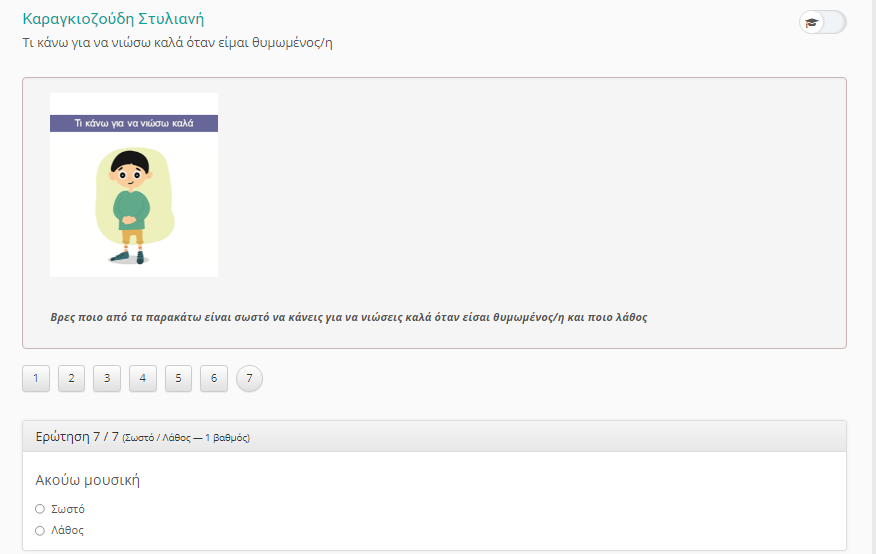 Καραγκιοζούδη Στυλιανή
Τι κάνω για να νιώσω καλά όταν είμαι θυμωμένος/η
Τι κάνω για να νιώσω καλά
Βρες ποιο από τα παρακάτω είναι σωστό να κάνεις για να νιώσεις καλά όταν είσαι θυμωμένος/η και ποιο λάθος
1 2 3 4 5 6 7
Ερώτηση 7 / 7 (Σωστό / Λάθος — 1 βαθμός)
Ακούω μουσική
Σωστό
Λάθος